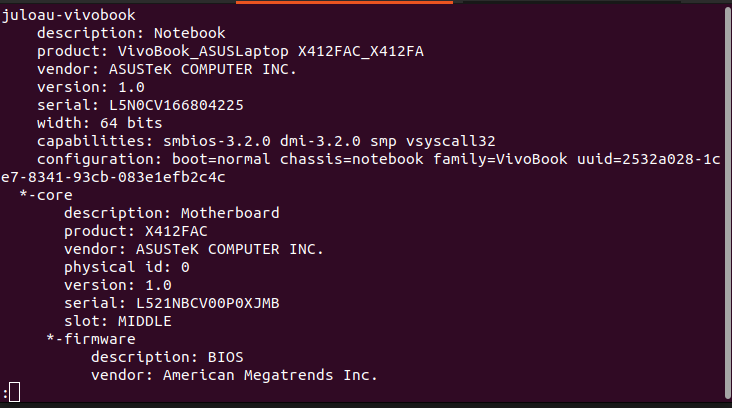 juloau-vivobook
description: Notebook
product: VivoBook_ASUSLaptop X412FAC_X412FA
vendor: ASUSTeK COMPUTER INC.
version: 1.0
serial: L5N0CV166804225
width: 64 bits
capabilities: smbios-3.2.0 dmi-3.2.0 smp vsyscall32
configuration: boot=normal chassis=notebook family=VivoBook uuid=2532a028-1c
e7-8341-93cb-083e1efb2c4c
*-core
description: Motherboard
product: X412FAC
vendor: ASUSTeK COMPUTER INC.
physical id: 0
version: 1.0
serial: L521NBCV00P0XJMB
slot: MIDDLE
*-firmware
description: BIOS
vendor: American Megatrends Inc.
: